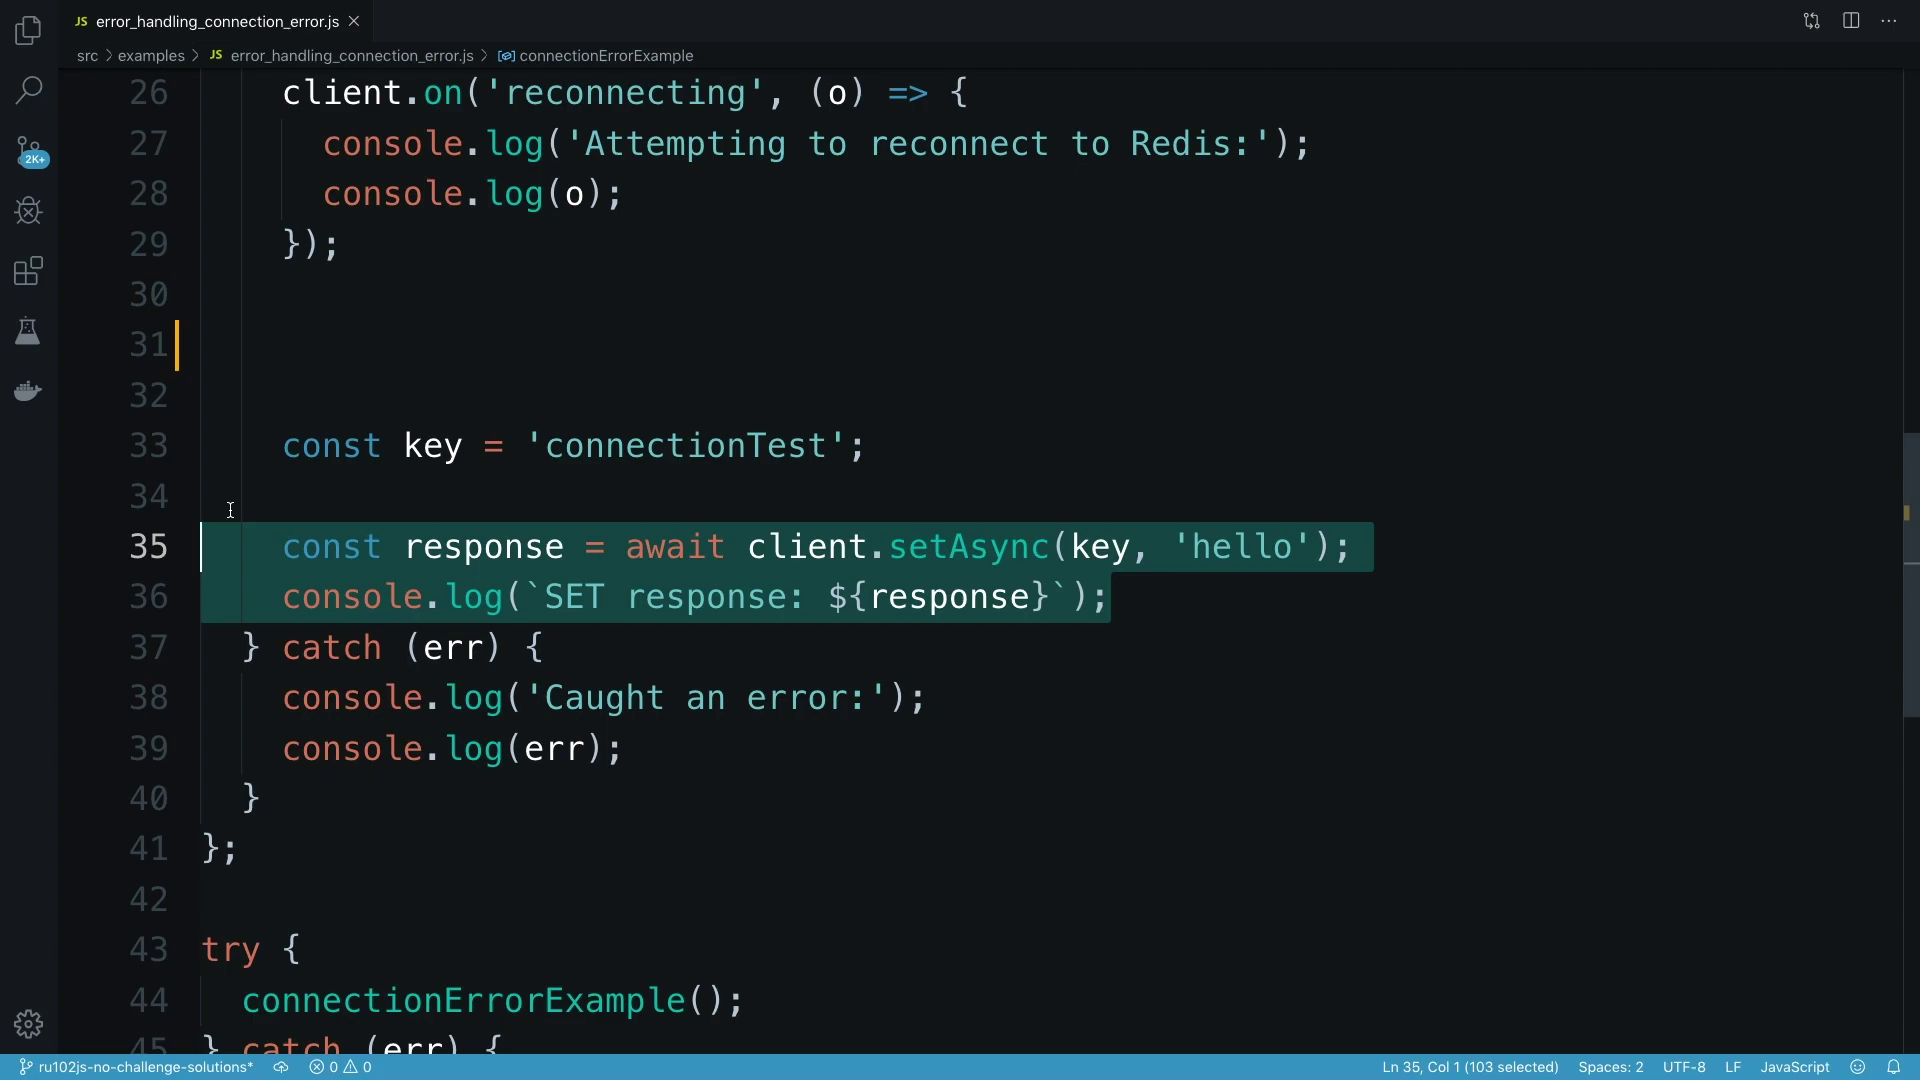 JS error_handling_connection_error.js
src > examples > JS error_handling_connection_error.js > connectionErrorExample
26 client.on('reconnecting', (o) => {
27 console.log('Attempting to reconnect to Redis:');
28 console.log(o);
29 });
30
31
32
33 const key = 'connectionTest';
34
35 const response = await client.setAsync(key, 'hello');
36 console.log(`SET response: ${response}`);
37 } catch (err) {
38 console.log('Caught an error:');
39 console.log(err);
40 }
41 };
42
43 try {
44 connectionErrorExample();
45 } catch (err) {
2K+
ru102js-no-challenge-solutions* 0 0 Ln 35, Col 1 (103 selected) Spaces: 2 UTF-8 LF JavaScript